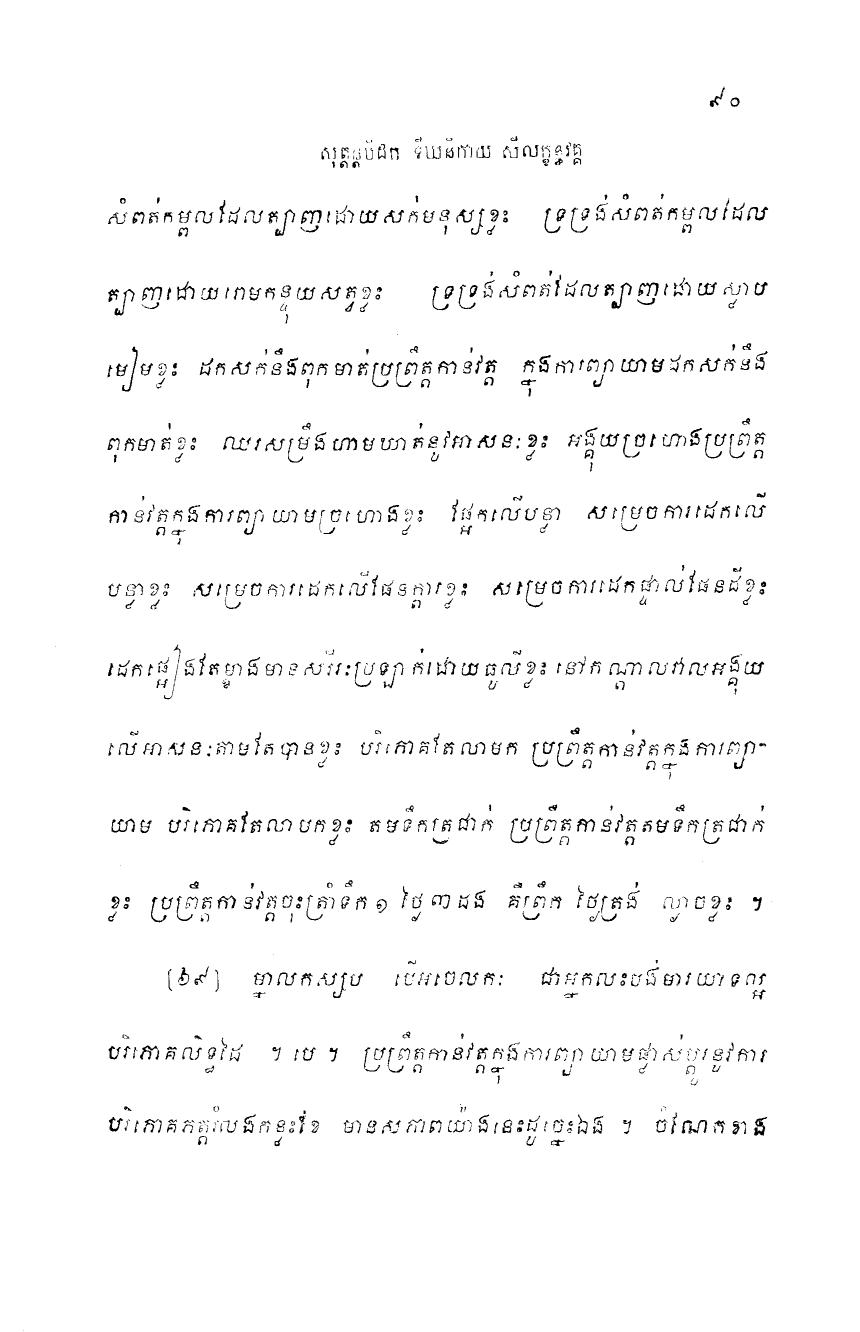 ៩០
សុត្តន្តបិដក ទីឃនិកាយ សីលក្ខន្ធវគ្គ
សំពត់កម្ពលដែលត្បាញដោយសក់មនុស្សខ្លះ ទ្រទ្រង់សំពត់កម្ពលដែល
ត្បាញដោយរោមកន្ទុយសត្វខ្លះ ទ្រទ្រង់សំពត់ដែលត្បាញដោយស្លាប
មៀមខ្លះ ដកសក់នឹងពុកមាត់ប្រព្រឹត្តកាន់វត្ត ក្នុងការព្យាយាមដកសក់នឹង
ពុកមាត់ខ្លះ ឈរសម្រឹងហាមឃាត់នូវអាសនៈខ្លះ អង្គុយច្រហោងប្រព្រឹត្ត
កាន់វត្តក្នុងការព្យាយាមច្រហោងខ្លះ ផ្អែកលើបន្លា សម្រេចការដេកលើ
បន្លាខ្លះ សម្រេចការដេកលើផែនក្តារខ្លះ សម្រេចការដេកផ្ទាល់ផែនដីខ្លះ
ដេកផ្អៀងតែម្ខាងមានសរីរៈប្រឡាក់ដោយធូលីខ្លះ នៅកណ្តាលវាលអង្គុយ
លើអាសនៈតាមតែបានខ្លះ បរិភោគតែលាមក ប្រព្រឹត្តកាន់វត្តក្នុងការព្យា-
យាម បរិភោគតែលាមកខ្លះ តមទឹកត្រជាក់ ប្រព្រឹត្តកាន់វត្តតមទឹកត្រជាក់
ខ្លះ ប្រព្រឹត្តកាន់វត្តចុះត្រាំទឹក ១ ថ្ងៃ ៣ ដង គឺព្រឹក ថ្ងៃត្រង់ ល្ងាចខ្លះ ។
[៦៩] ម្នាលកស្សប បើអចេលកៈ ជាអ្នកលះបង់មារយាទល្អ
បរិភោគលិទ្ធដៃ ។ បេ ។ ប្រព្រឹត្តកាន់វត្តក្នុងការព្យាយាមផ្លាស់ប្តូរនូវការ
បរិភោគភត្តរំលងកន្លះខែ មានសភាពយ៉ាងនេះដូច្នេះឯង ។ ចំណែកខាង